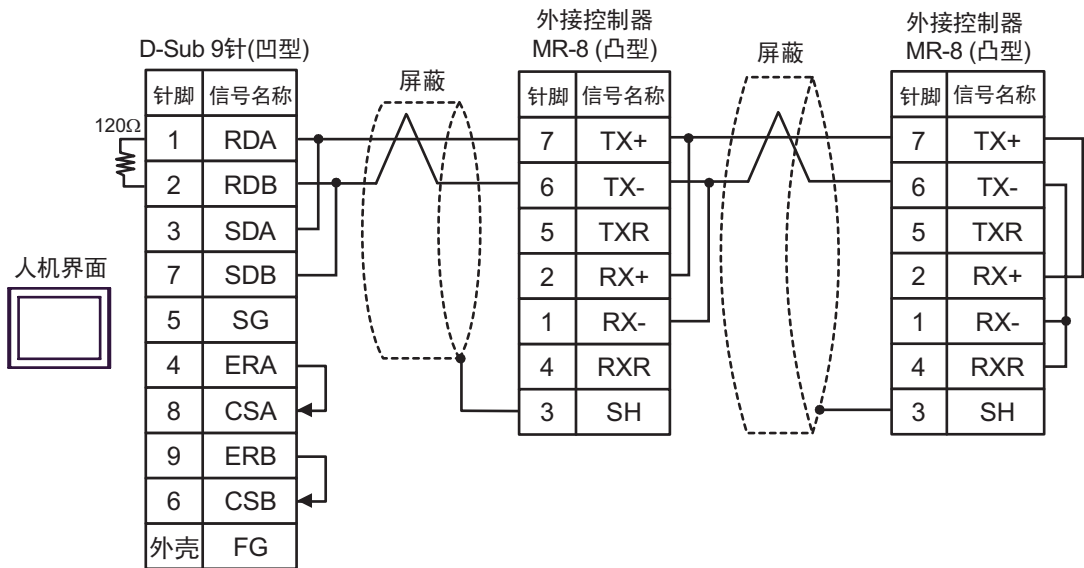 外接控制器
MR-8 (凸型)
外接控制器
MR-8 (凸型)
D-Sub 9针(凹型)
屏蔽
屏蔽
针脚 信号名称
1 RDA
2 RDB
3 SDA
7 SDB
5 SG
4 ERA
8 CSA
9 ERB
6 CSB
外壳 FG
120Ω
人机界面
针脚 信号名称
7 TX+
6 TX-
5 TXR
2 RX+
1 RX-
4 RXR
3 SH
针脚 信号名称
7 TX+
6 TX-
5 TXR
2 RX+
1 RX-
4 RXR
3 SH